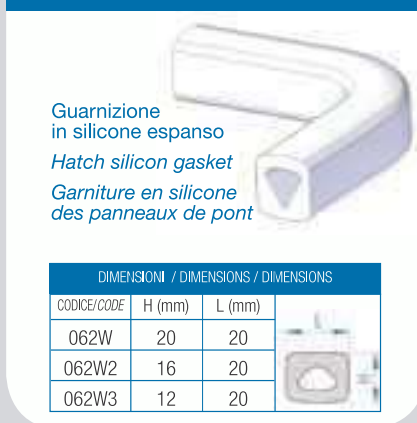 Guarnizione
in silicone espanso
Hatch silicon gasket
Garniture en silicone
des panneaux de pont
DIMENSIONI / DIMENSIONS / DIMENSIONS
CODICE/CODE H (mm) L (mm)
062W 20 20
062W2 16 20
062W3 12 20
L
H